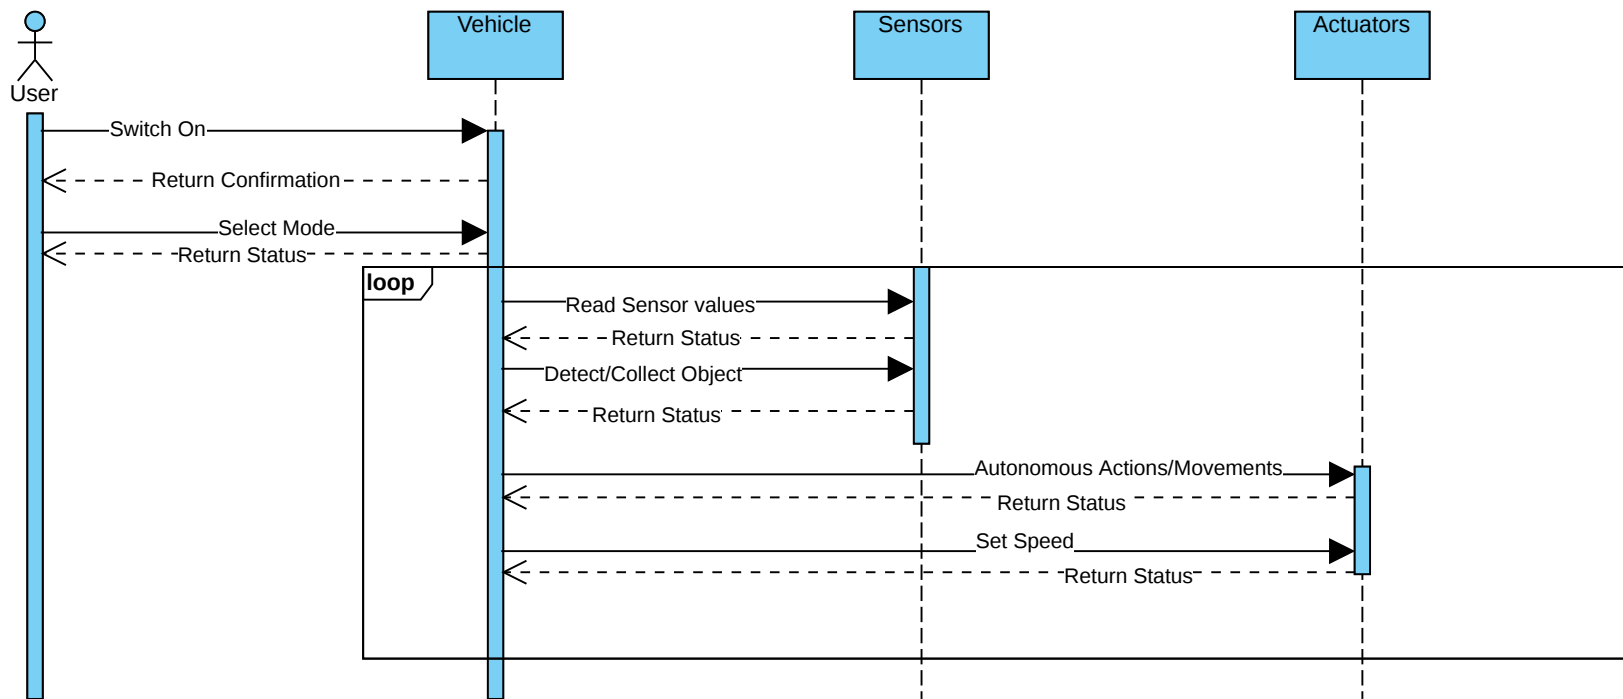 Vehicle
Sensors
Actuators
User
Switch On
Return Confirmation
Select Mode
Return Status
loop
Read Sensor values
Return Status
Detect/Collect Object
Return Status
Autonomous Actions/Movements
Return Status
Set Speed
Return Status